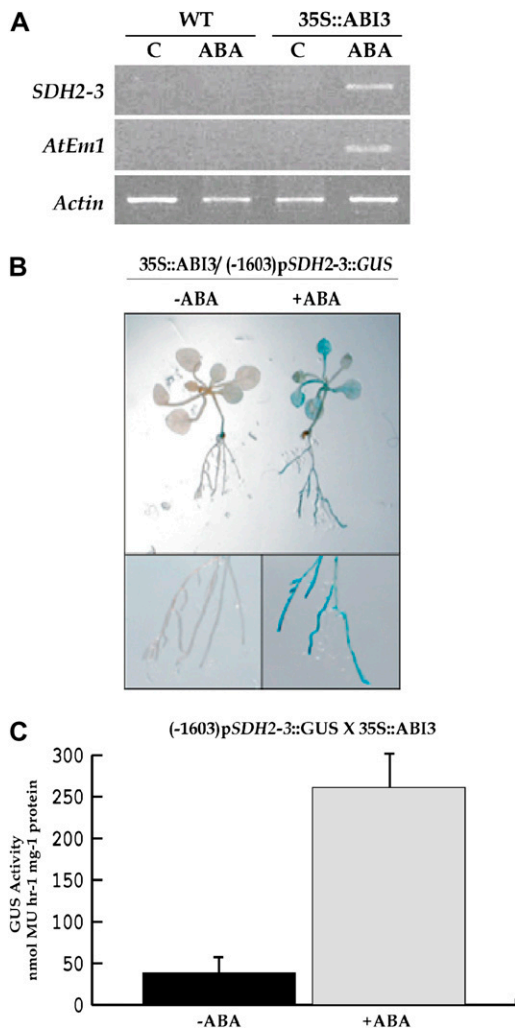 A
WT 35S::ABI3
C ABA C ABA
SDH2-3
AtEm1
Actin
B
35S::ABI3/ (-1603)pSDH2-3::GUS
-ABA +ABA
C
(-1603)pSDH2-3::GUS X 35S::ABI3
GUS Activity
nmol MU hr-1 mg-1 protein
300
250
200
150
100
50
0
-ABA +ABA